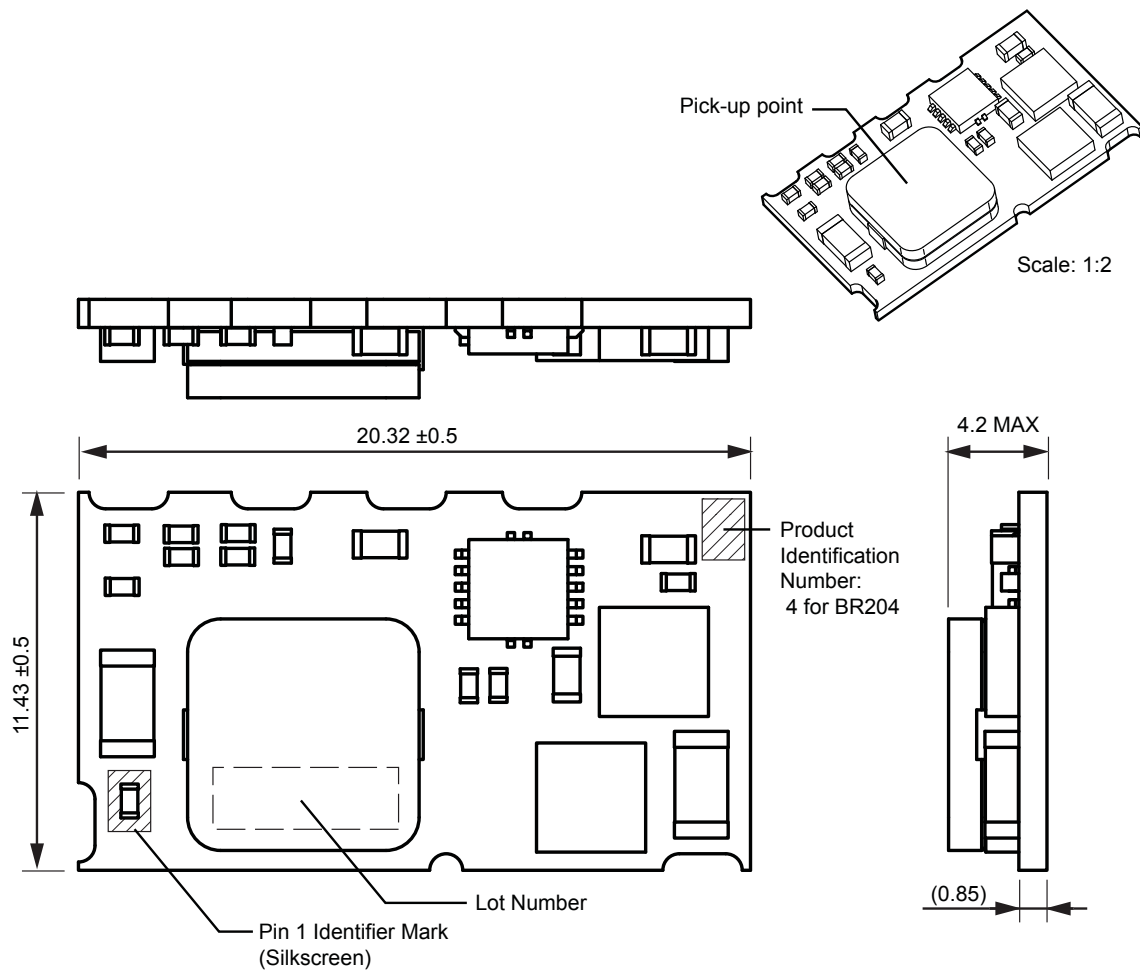 Pick-up point
Scale: 1:2
20.32 ±0.5
4.2 MAX
11.43 ±0.5
Product
Identification
Number:
4 for BR204
(0.85)
Lot Number
Pin 1 Identifier Mark
(Silkscreen)